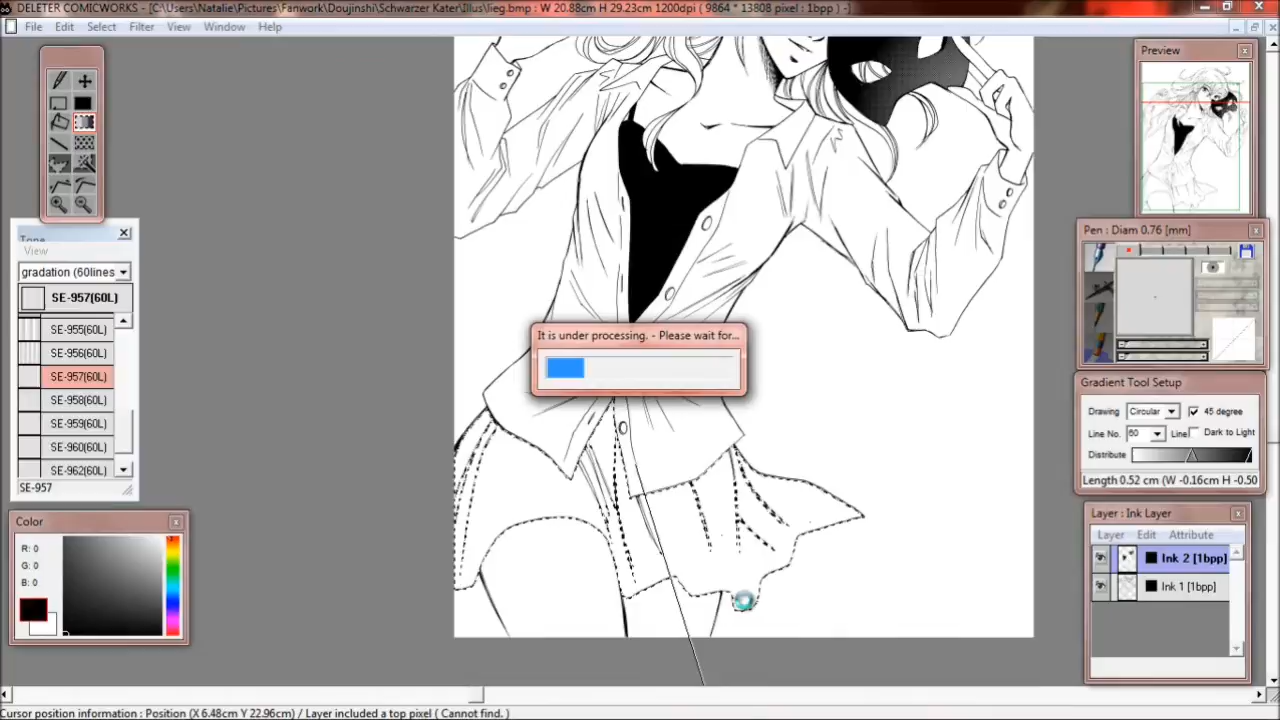 DELETER COMICWORKS - [C:\Users\Natalie\Pictures\Fanwork\Doujinshi\Schwarzer Kater\Illus\lieg.bmp : W 20.88cm H 29.23cm 1200dpi ( 9864 * 13808 pixel : 1bpp ) -]
File Edit Select Filter View Window Help
Preview
Tone
View
gradation (60lines
SE-957(60L)
SE-955(60L)
SE-956(60L)
SE-957(60L)
SE-958(60L)
SE-959(60L)
SE-960(60L)
SE-962(60L)
SE-957
Color
R: 0
G: 0
B: 0
It is under processing. - Please wait for...
Pen : Diam 0.76 [mm]
Gradient Tool Setup
Drawing Circular 45 degree
Line No. 60 Line Dark to Light
Distribute
Length 0.52 cm (W -0.16cm H -0.50
Layer : Ink Layer
Layer Edit Attribute
Ink 2 [1bpp]
Ink 1 [1bpp]
Cursor position information : Position (X 6.48cm Y 22.96cm) / Layer included a top pixel ( Cannot find. )